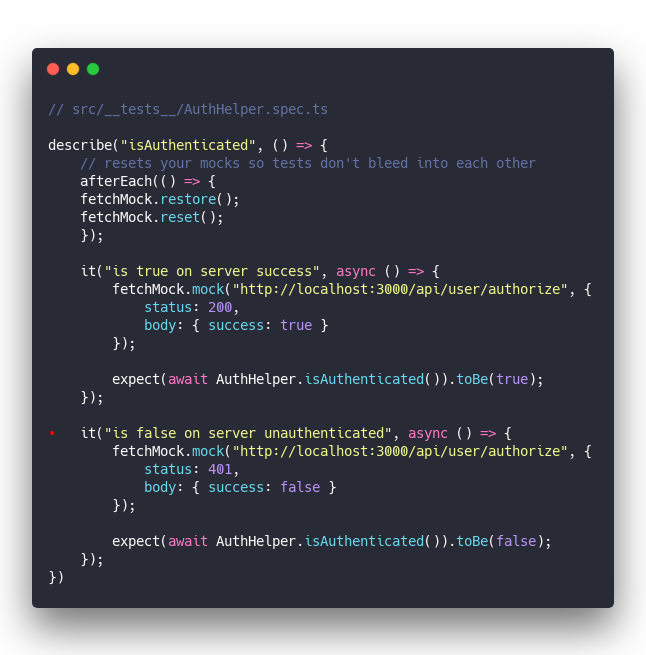 // src/__tests__/AuthHelper.spec.ts

describe("isAuthenticated", () => {
    // resets your mocks so tests don't bleed into each other
    afterEach(() => {
    fetchMock.restore();
    fetchMock.reset();
    });

    it("is true on server success", async () => {
        fetchMock.mock("http://localhost:3000/api/user/authorize", {
            status: 200,
            body: { success: true }
        });

        expect(await AuthHelper.isAuthenticated()).toBe(true);
    });

    it("is false on server unauthenticated", async () => {
        fetchMock.mock("http://localhost:3000/api/user/authorize", {
            status: 401,
            body: { success: false }
        });

        expect(await AuthHelper.isAuthenticated()).toBe(false);
    });
})